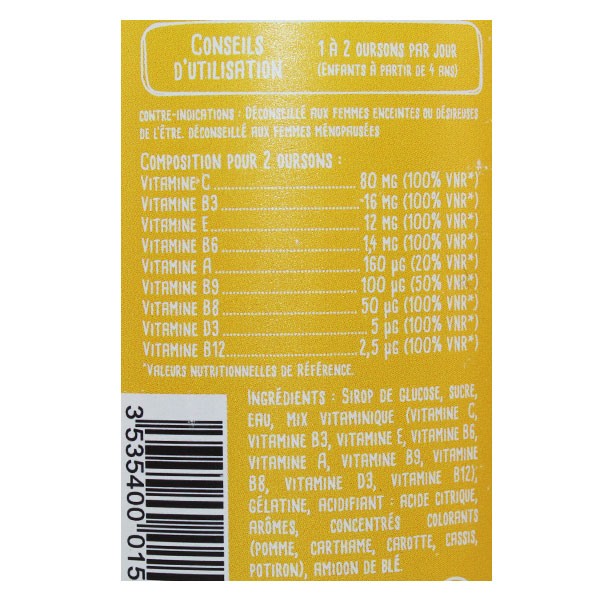 CONSEILS
D'UTILISATION
1 À 2 OURSONS PAR JOUR
(ENFANTS À PARTIR DE 4 ANS)
CONTRE-INDICATIONS : DÉCONSEILLÉ AUX FEMMES ENCEINTES OU DÉSIREUSES
DE L'ÊTRE. DÉCONSEILLÉ AUX FEMMES MÉNOPAUSÉES
COMPOSITION POUR 2 OURSONS :
VITAMINE C 80 MG (100% VNR*)
VITAMINE B3 16 MG (100% VNR*)
VITAMINE E 12 MG (100% VNR*)
VITAMINE B6 1,4 MG (100% VNR*)
VITAMINE A 160 µG (20% VNR*)
VITAMINE B9 100 µG (50% VNR*)
VITAMINE B8 50 µG (100% VNR*)
VITAMINE D3 5 µG (100% VNR*)
VITAMINE B12 2,5 µG (100% VNR*)
*VALEURS NUTRITIONNELLES DE RÉFÉRENCE.
INGRÉDIENTS : SIROP DE GLUCOSE, SUCRE,
EAU, MIX VITAMINIQUE (VITAMINE C,
VITAMINE B3, VITAMINE E, VITAMINE B6,
VITAMINE A, VITAMINE B9, VITAMINE
B8, VITAMINE D3, VITAMINE B12),
GÉLATINE, ACIDIFIANT : ACIDE CITRIQUE,
ARÔMES, CONCENTRÉS COLORANTS
(POMME, CARTHAME, CAROTTE, CASSIS,
POTIRON), AMIDON DE BLÉ.
3 535400 015